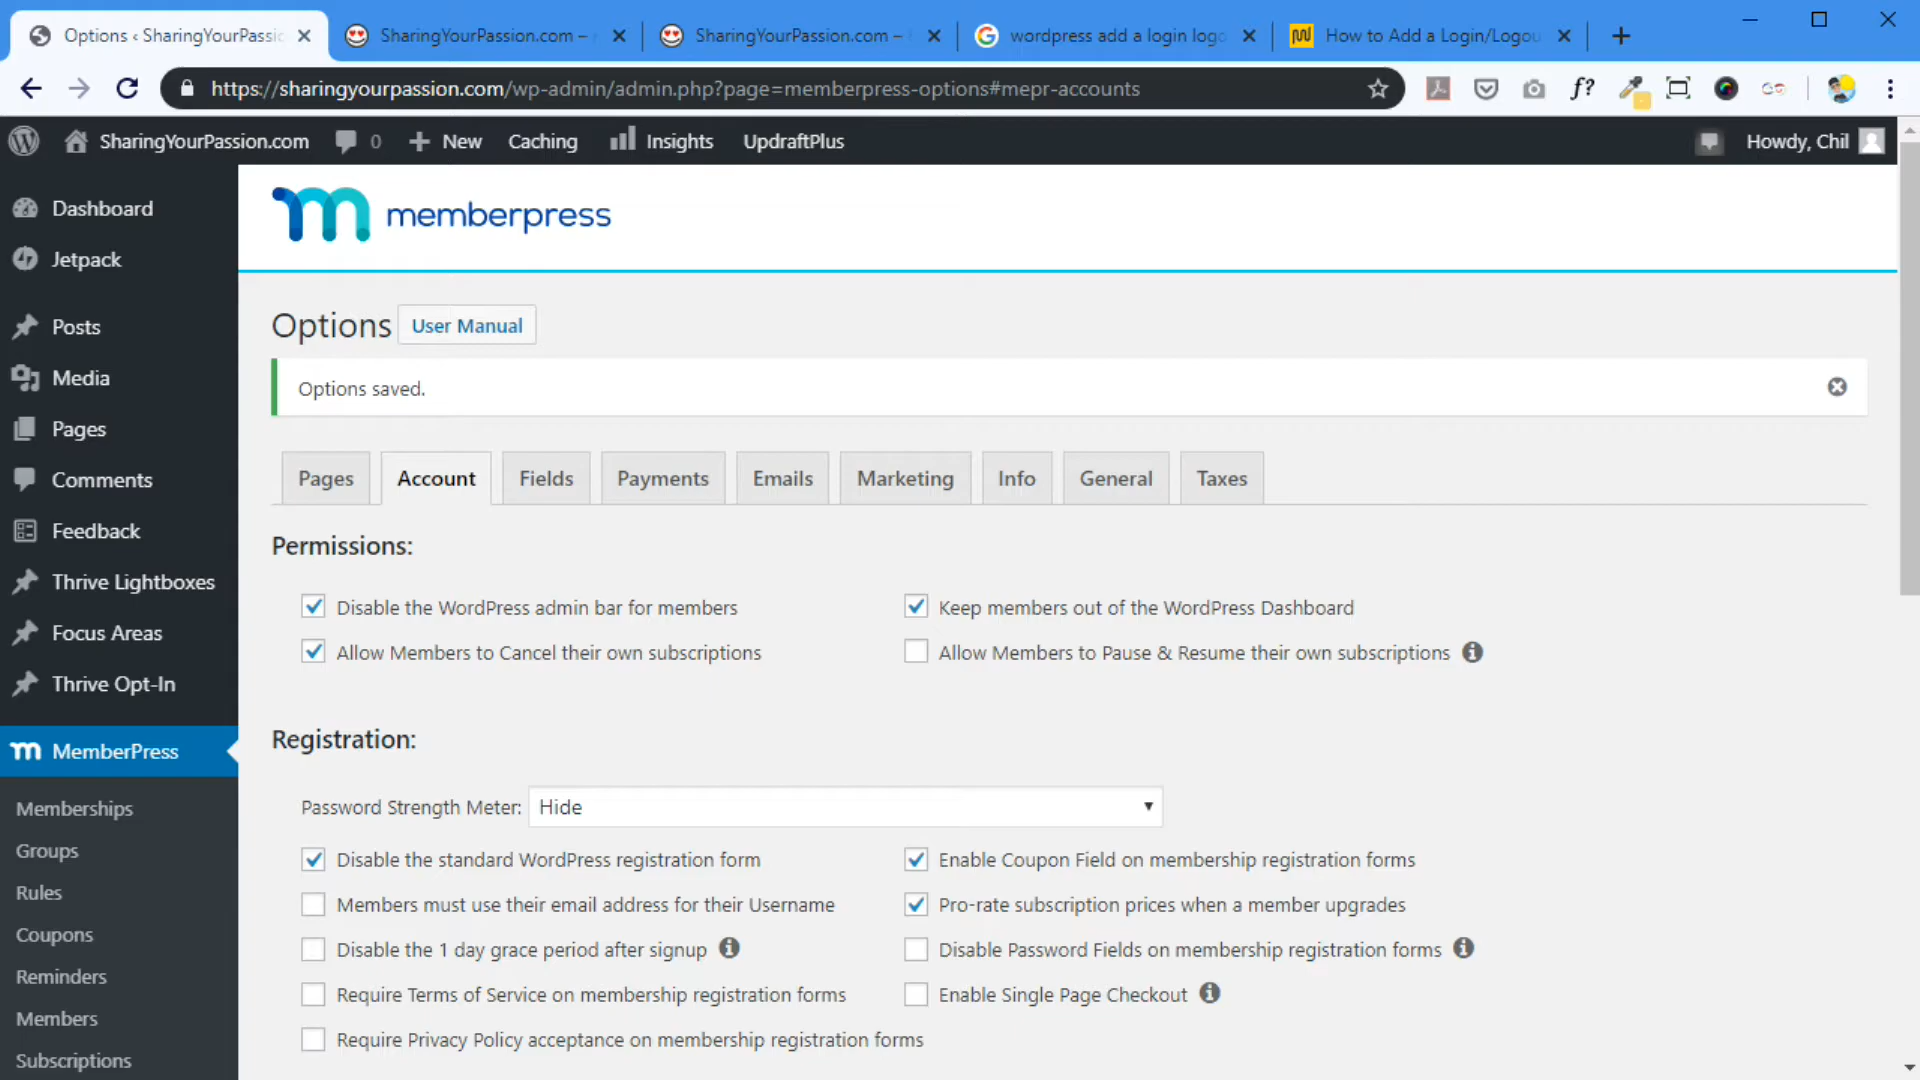 Options ‹ SharingYourPassic
SharingYourPassion.com –
SharingYourPassion.com –
wordpress add a login logo
How to Add a Login/Logou
https://sharingyourpassion.com/wp-admin/admin.php?page=memberpress-options#mepr-accounts
f?
SharingYourPassion.com
0
New
Caching
Insights
UpdraftPlus
Howdy, Chil
Dashboard
Jetpack
Posts
Media
Pages
Comments
Feedback
Thrive Lightboxes
Focus Areas
Thrive Opt-In
MemberPress
Memberships
Groups
Rules
Coupons
Reminders
Members
Subscriptions
memberpress
Options
User Manual
Options saved.
Pages
Account
Fields
Payments
Emails
Marketing
Info
General
Taxes
Permissions:
Disable the WordPress admin bar for members
Keep members out of the WordPress Dashboard
Allow Members to Cancel their own subscriptions
Allow Members to Pause & Resume their own subscriptions
Registration:
Password Strength Meter: Hide
Disable the standard WordPress registration form
Enable Coupon Field on membership registration forms
Members must use their email address for their Username
Pro-rate subscription prices when a member upgrades
Disable the 1 day grace period after signup
Disable Password Fields on membership registration forms
Require Terms of Service on membership registration forms
Enable Single Page Checkout
Require Privacy Policy acceptance on membership registration forms